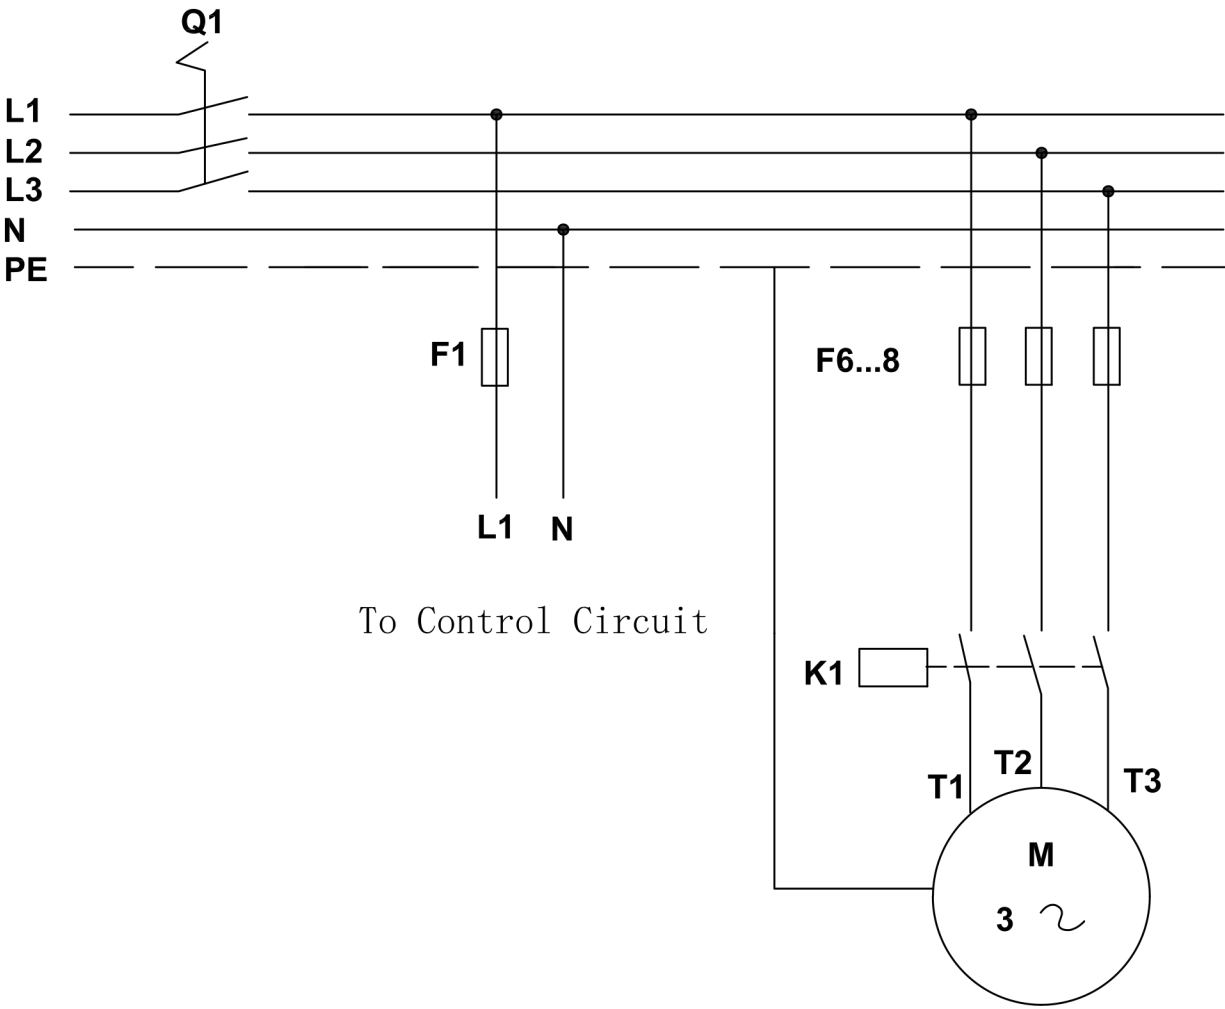 Q1
L1
L2
L3
N
PE
F1
F6...8
L1 N
To Control Circuit
K1
T1
T2
T3
M
3